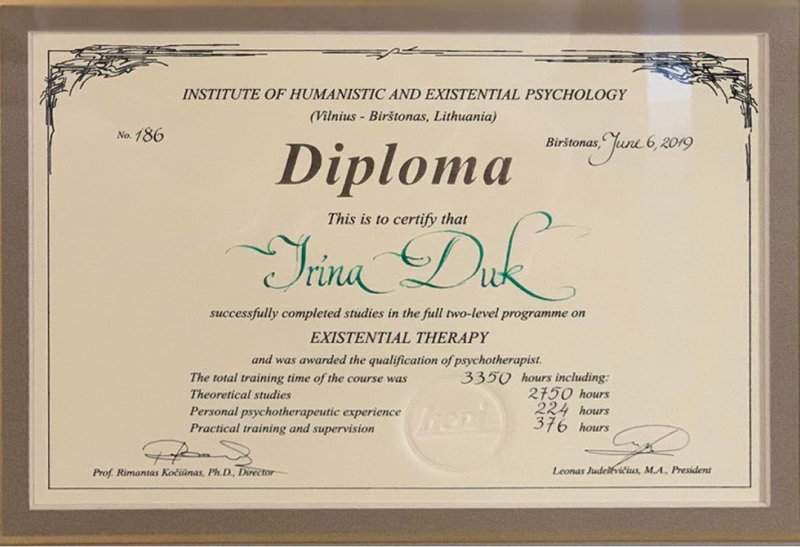 INSTITUTE OF HUMANISTIC AND EXISTENTIAL PSYCHOLOGY
(Vilnius - Birštonas, Lithuania)
No. 186
Birštonas, June 6, 2019
Diploma
This is to certify that
Irina Duk
successfully completed studies in the full two-level programme on
EXISTENTIAL THERAPY
and was awarded the qualification of psychotherapist.
The total training time of the course was 3350 hours including:
Theoretical studies 2750 hours
Personal psychotherapeutic experience 224 hours
Practical training and supervision 376 hours
Prof. Rimantas Kočiūnas, Ph.D., Director
Leonas Judelevičius, M.A., President